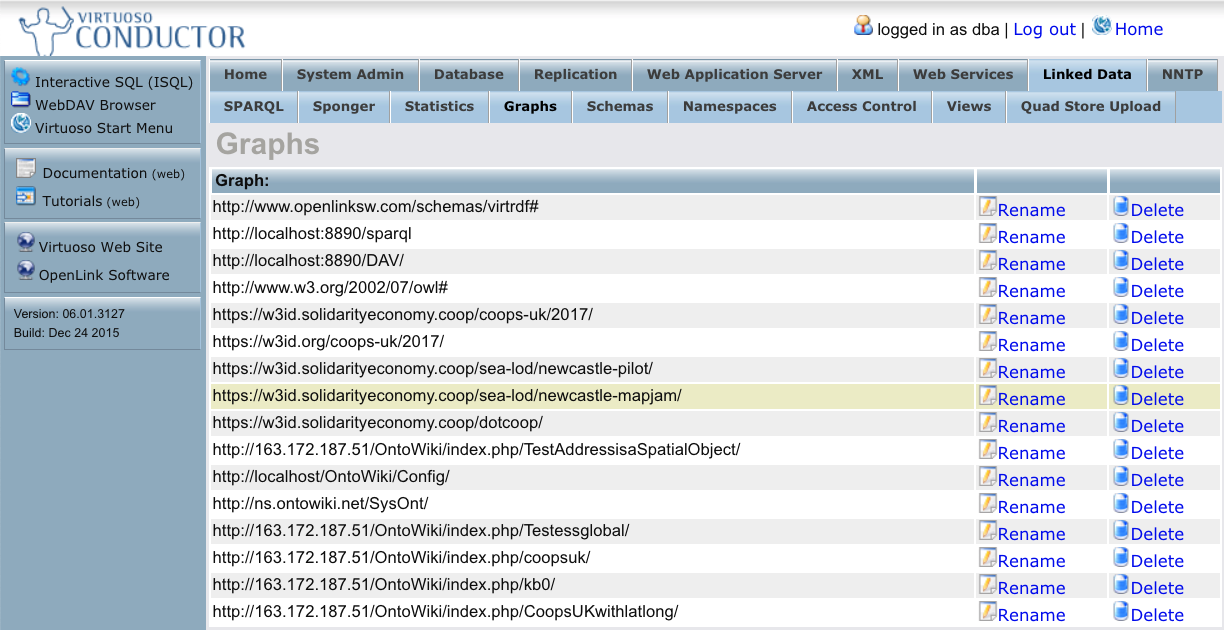 VIRTUOSO
CONDUCTOR
logged in as dba | Log out | Home
Interactive SQL (ISQL)
WebDAV Browser
Virtuoso Start Menu
Documentation (web)
Tutorials (web)
Virtuoso Web Site
OpenLink Software
Version: 06.01.3127
Build: Dec 24 2015
Home System Admin Database Replication Web Application Server XML Web Services Linked Data NNTP
SPARQL Sponger Statistics Graphs Schemas Namespaces Access Control Views Quad Store Upload
Graphs
Graph:
http://www.openlinksw.com/schemas/virtrdf# Rename Delete
http://localhost:8890/sparql Rename Delete
http://localhost:8890/DAV/ Rename Delete
http://www.w3.org/2002/07/owl# Rename Delete
https://w3id.solidarityeconomy.coop/coops-uk/2017/ Rename Delete
https://w3id.org/coops-uk/2017/ Rename Delete
https://w3id.solidarityeconomy.coop/sea-lod/newcastle-pilot/ Rename Delete
https://w3id.solidarityeconomy.coop/sea-lod/newcastle-mapjam/ Rename Delete
https://w3id.solidarityeconomy.coop/dotcoop/ Rename Delete
http://163.172.187.51/OntoWiki/index.php/TestAddressisaSpatialObject/ Rename Delete
http://localhost/OntoWiki/Config/ Rename Delete
http://ns.ontowiki.net/SysOnt/ Rename Delete
http://163.172.187.51/OntoWiki/index.php/Testessglobal/ Rename Delete
http://163.172.187.51/OntoWiki/index.php/coopsuk/ Rename Delete
http://163.172.187.51/OntoWiki/index.php/kb0/ Rename Delete
http://163.172.187.51/OntoWiki/index.php/CoopsUKwithlatlong/ Rename Delete